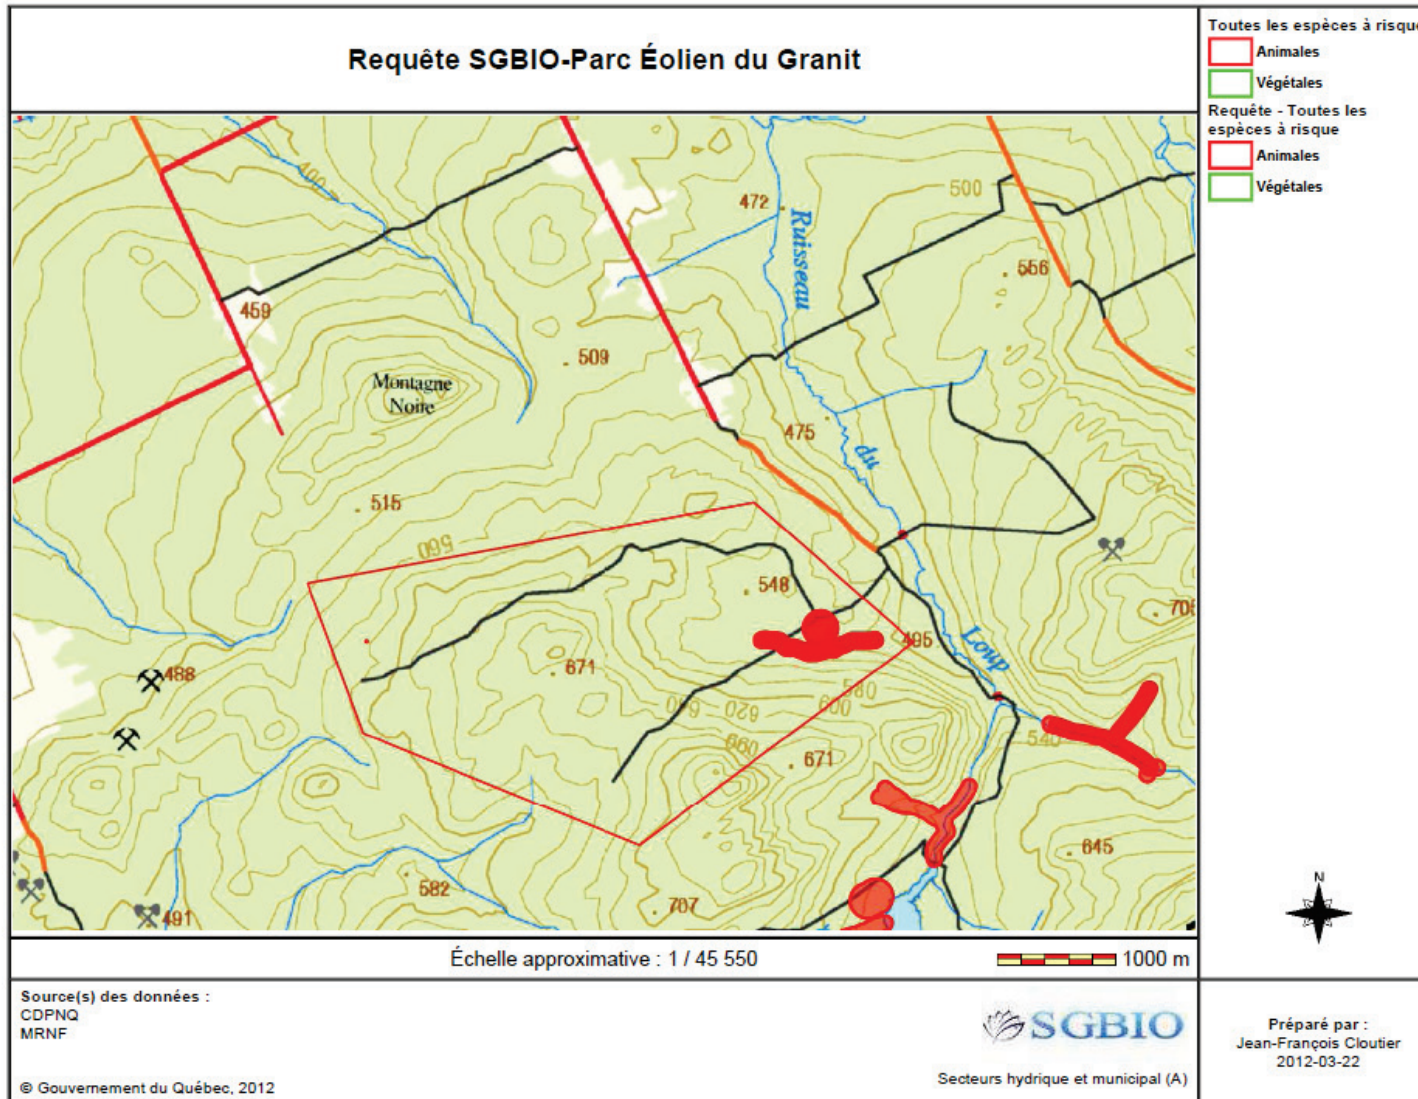 Requête SGBIO-Parc Éolien du Granit
Toutes les espèces à risque
Animales
Végétales
Requête - Toutes les
espèces à risque
Animales
Végétales
400
472
500
Ruisseau
556
459
509
Montagne
Noire
475
du
515
560
548
706
Loup
495
488
671
580
640
620
600
660
671
540
645
582
707
491
N
Échelle approximative : 1 / 45 550
1000 m
Source(s) des données :
CDPNQ
MRNF
© Gouvernement du Québec, 2012
SGBIO
Secteurs hydrique et municipal (A)
Préparé par :
Jean-François Cloutier
2012-03-22